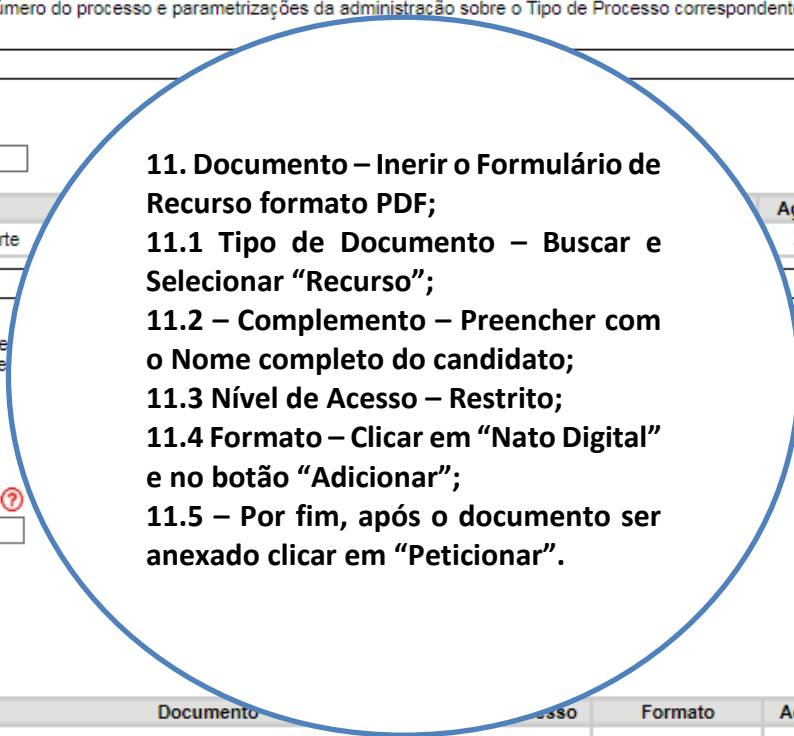 úmero do processo e parametrizações da administração sobre o Tipo de Processo correspondent
11. Documento – Inerir o Formulário de
Recurso formato PDF;
11.1 Tipo de Documento – Buscar e
Selecionar “Recurso”;
11.2 – Complemento – Preencher com
o Nome completo do candidato;
11.3 Nível de Acesso – Restrito;
11.4 Formato – Clicar em “Nato Digital”
e no botão “Adicionar”;
11.5 – Por fim, após o documento ser
anexado clicar em “Peticionar”.
rte
e
e
?
Documento Formato